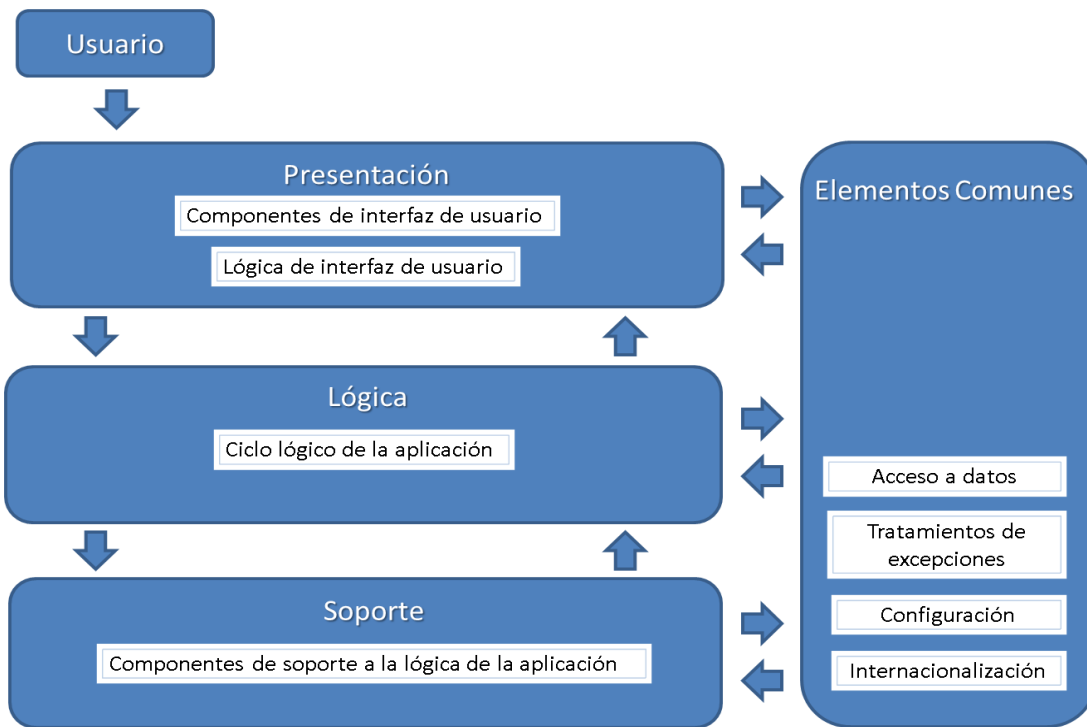 Usuario
Presentación
Componentes de interfaz de usuario
Lógica de interfaz de usuario
Lógica
Ciclo lógico de la aplicación
Soporte
Componentes de soporte a la lógica de la aplicación
Elementos Comunes
Acceso a datos
Tratamientos de
excepciones
Configuración
Internacionalización